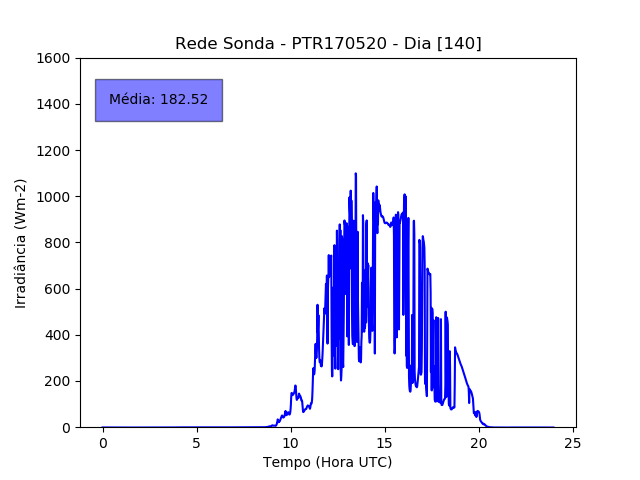 Rede Sonda - PTR170520 - Dia [140]
1600
Média: 182.52
1400
1200
1000
800
600
400
200
0
Irradiância (Wm-2)
0 5 10 15 20 25
Tempo (Hora UTC)